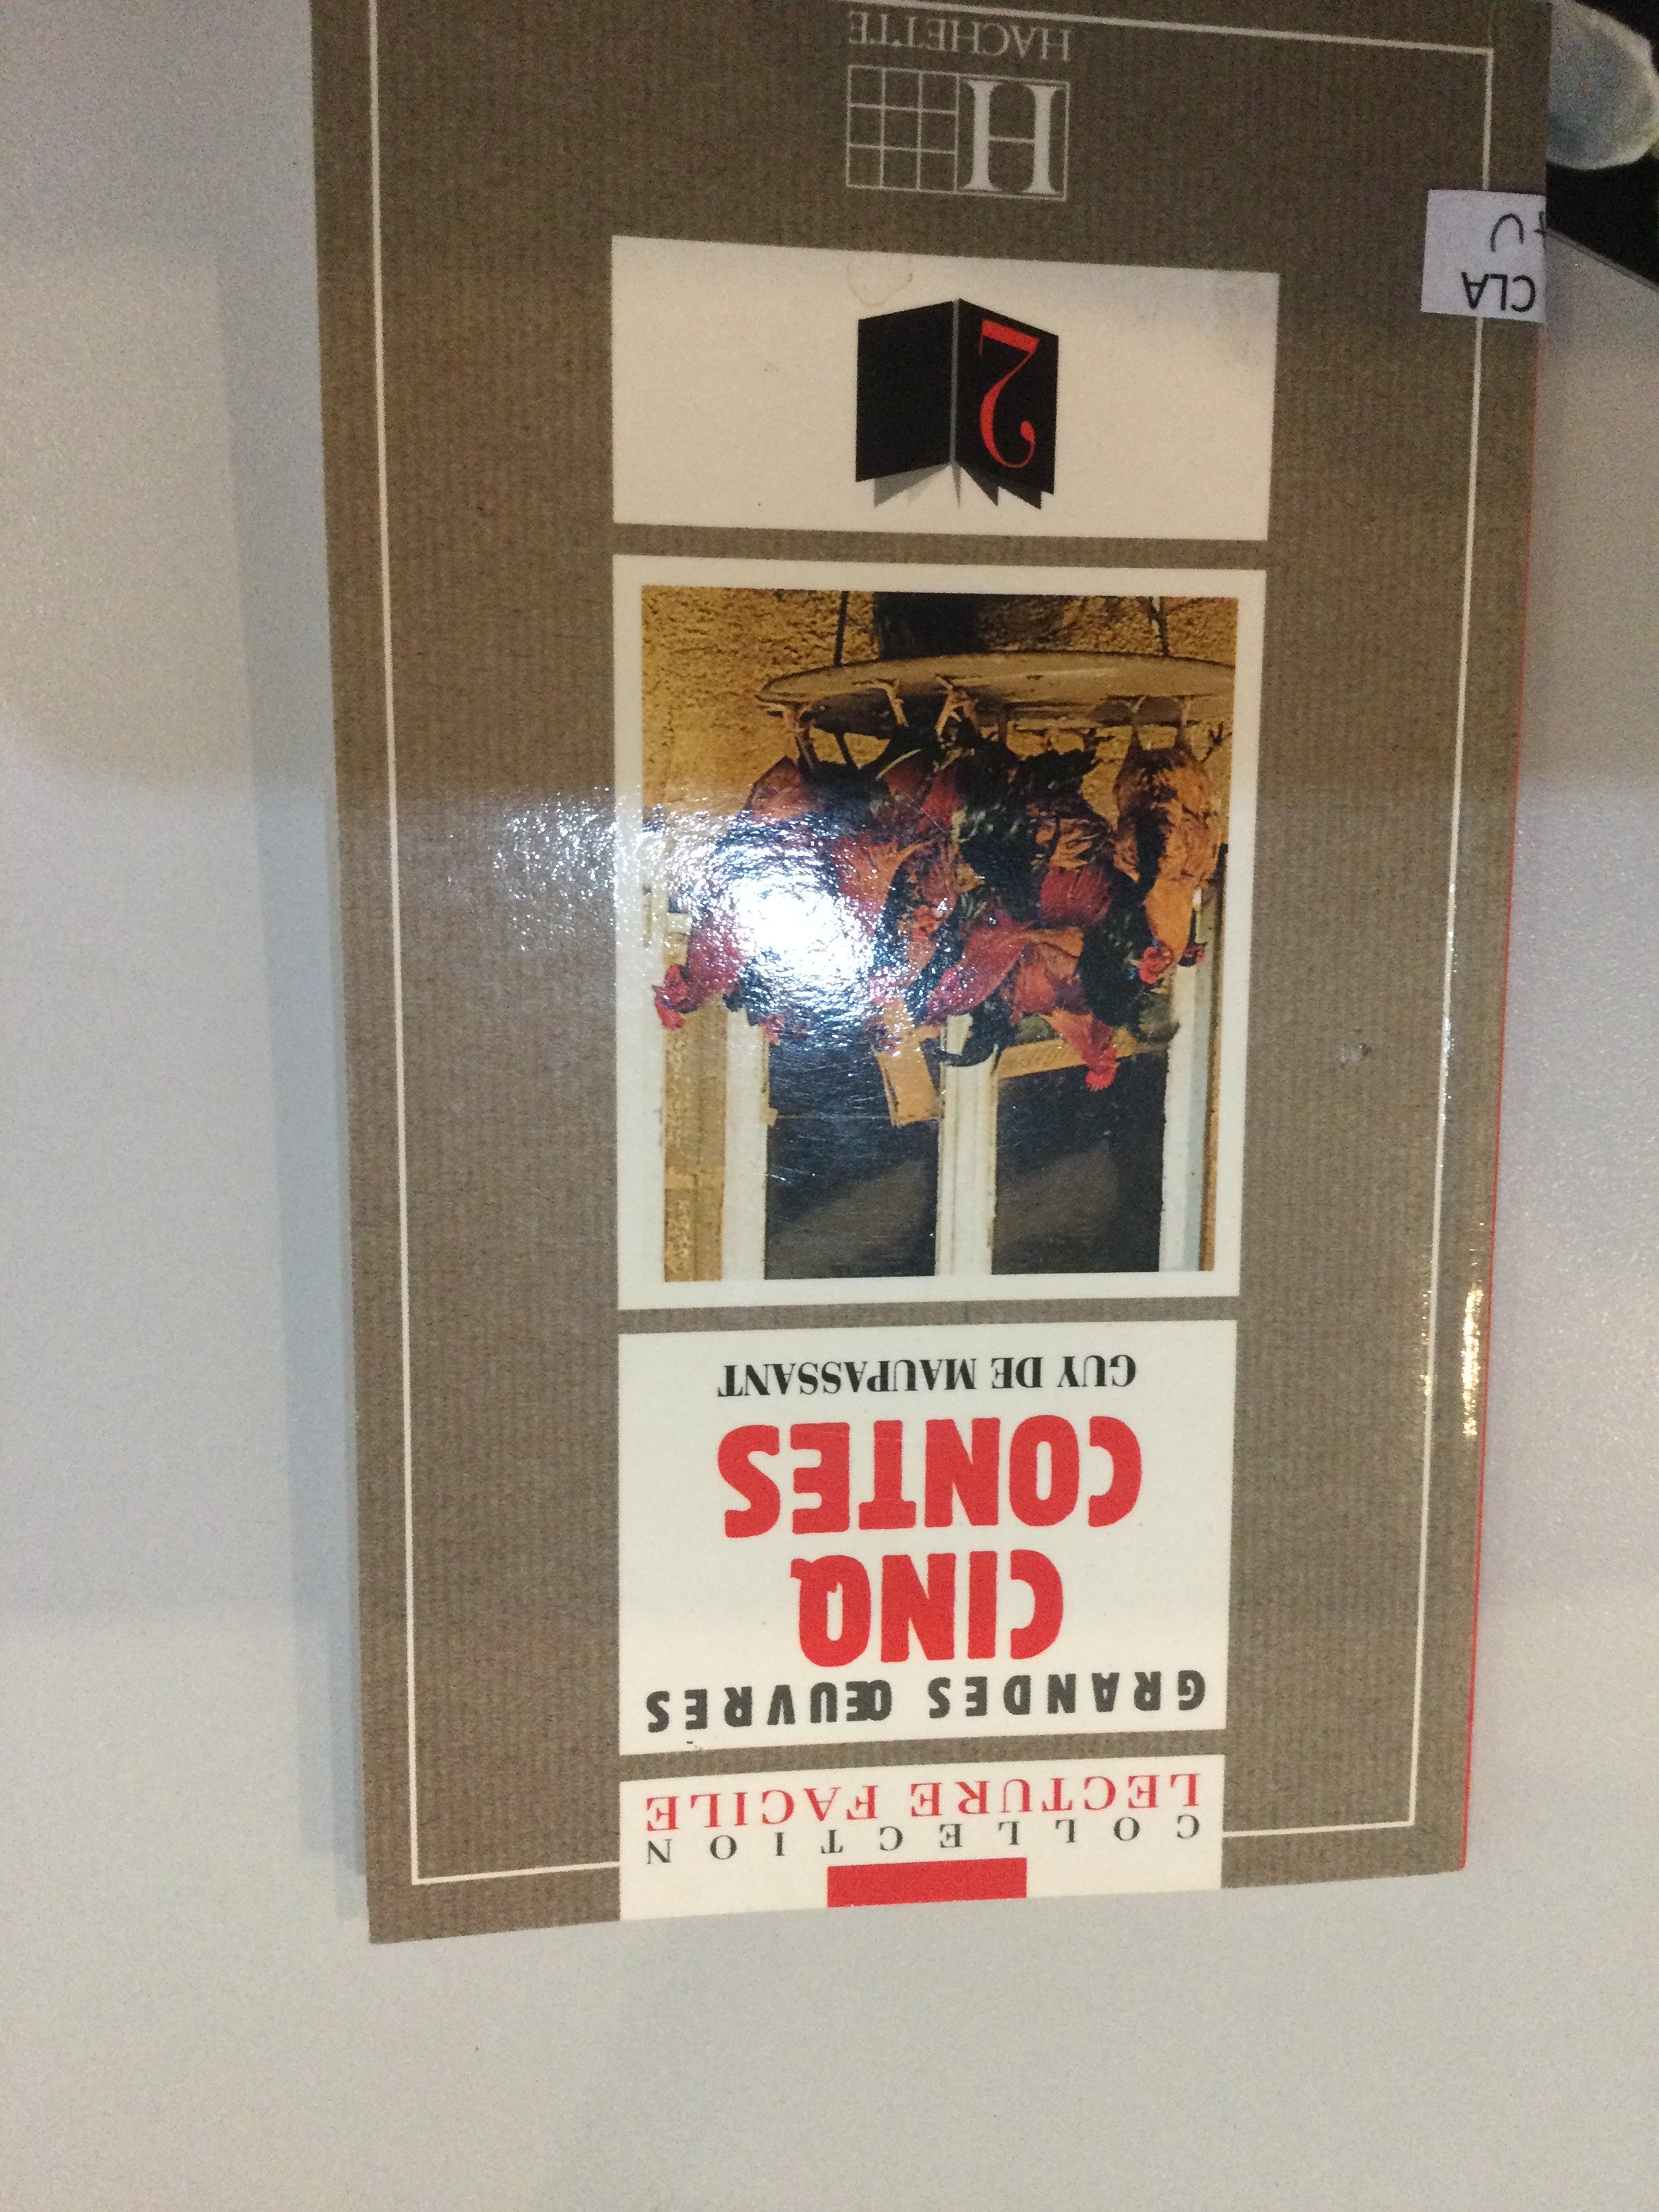 COLLECTION
LECTURE FACILE
GRANDES ŒUVRES
CINQ
CONTES
GUY DE MAUPASSANT
2
CLA
H
HACHETTE